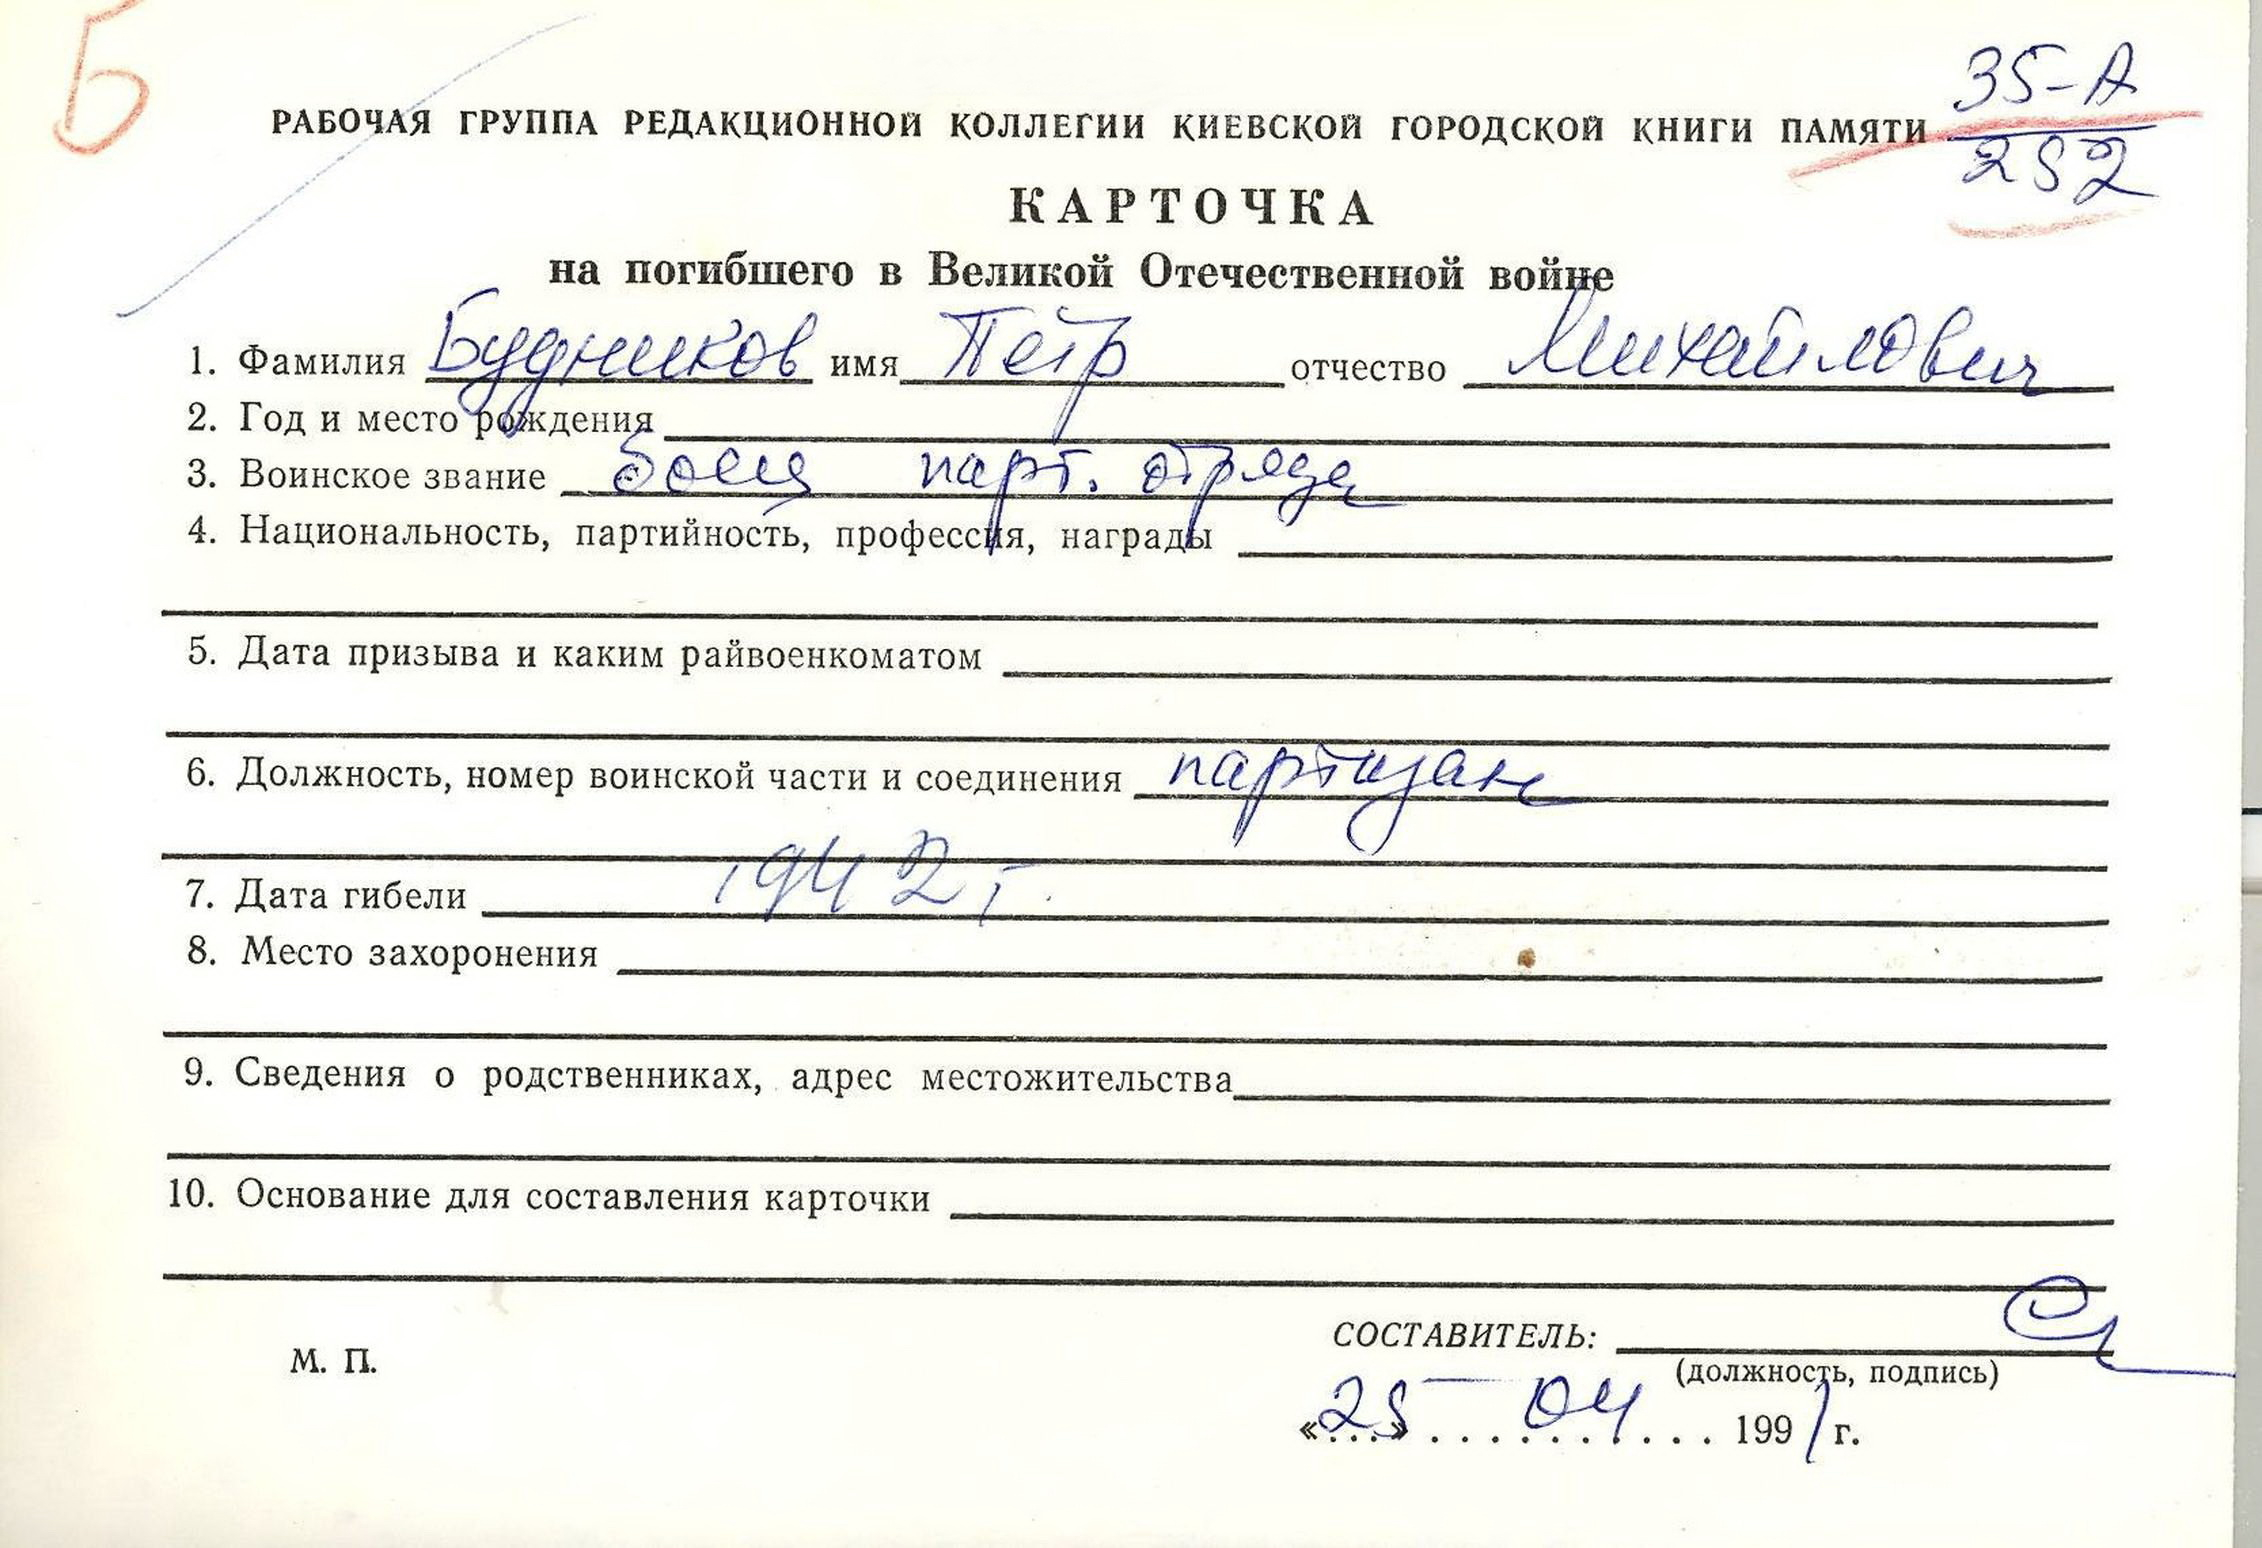 Б
35-А
РАБОЧАЯ ГРУППА РЕДАКЦИОННОЙ КОЛЛЕГИИ КИЕВСКОЙ ГОРОДСКОЙ КНИГИ ПАМЯТИ
252
КАРТОЧКА
на погибшего в Великой Отечественной войне
1. Фамилия Будников имя Петр отчество Михайлович
2. Год и место рождения
3. Воинское звание боец парт. отряда
4. Национальность, партийность, профессия, награды
5. Дата призыва и каким райвоенкоматом
6. Должность, номер воинской части и соединения партизан
7. Дата гибели 1942 г.
8. Место захоронения
9. Сведения о родственниках, адрес местожительства
10. Основание для составления карточки
СОСТАВИТЕЛЬ:
М. П.
(должность, подпись)
«25» 04 1991 г.